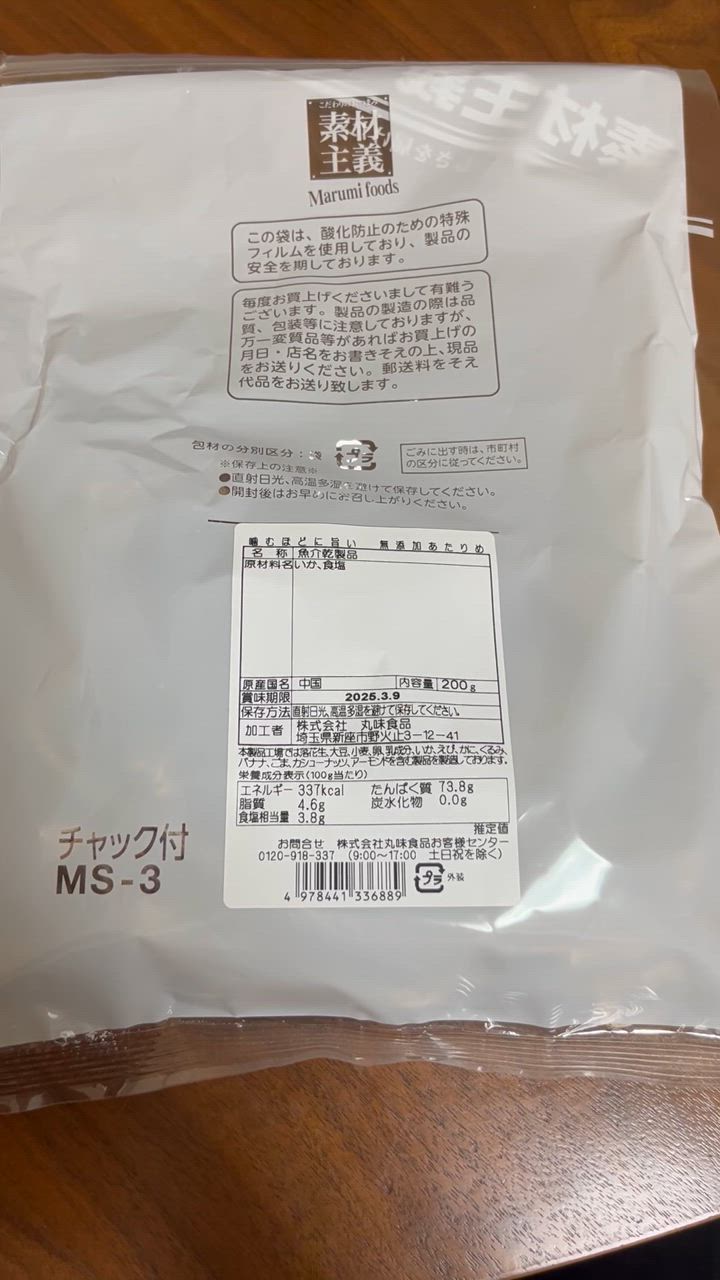 素材
主義
Marumi foods
この袋は、酸化防止のための特殊
フィルムを使用しており、製品の
安全を期しております。
毎度お買上げくださいまして有難う
ございます。製品の製造の際は品
質、包装等に注意しておりますが、
万一変質品等があればお買上げの
月日・店名をお書きそえの上、現品
をお送りください。郵送料をそえ
代品をお送り致します。
包材の分別区分：袋 プラ
ごみに出す時は、市町村
の区分に従ってください。
※保存上の注意※
●直射日光、高温多湿を避けて保存してください。
●開封後はお早めにお召し上がりください。
噛むほどに旨い 無添加あたりめ
名称 魚介乾製品
原材料名 いか、食塩
原産国名 中国 内容量 200g
賞味期限 2025.3.9
保存方法 直射日光、高温多湿を避けて保存してください。
加工者 株式会社 丸味食品
埼玉県新座市野火止3-12-41
本製品工場では落花生、大豆、小麦、卵、乳成分、いか、えび、かに、くるみ、
バナナ、ごま、カシューナッツ、アーモンドを含む製品を製造しております。
栄養成分表示(100g当たり)
エネルギー 337kcal たんぱく質 73.8g
脂質 4.6g 炭水化物 0.0g
食塩相当量 3.8g
推定値
お問合せ 株式会社丸味食品お客様センター
0120-918-337 (9:00〜17:00 土日祝を除く)
4 978441 336889
プラ 外装
チャック付
MS-3